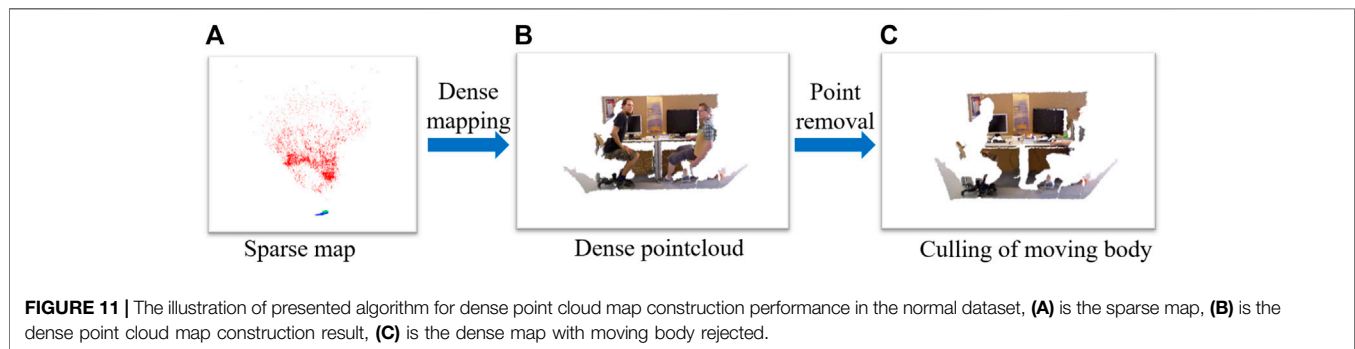 A
B
C
Dense
mapping
Point
removal
Sparse map
Dense pointcloud
Culling of moving body
FIGURE 11 | The illustration of presented algorithm for dense point cloud map construction performance in the normal dataset, (A) is the sparse map, (B) is the
dense point cloud map construction result, (C) is the dense map with moving body rejected.